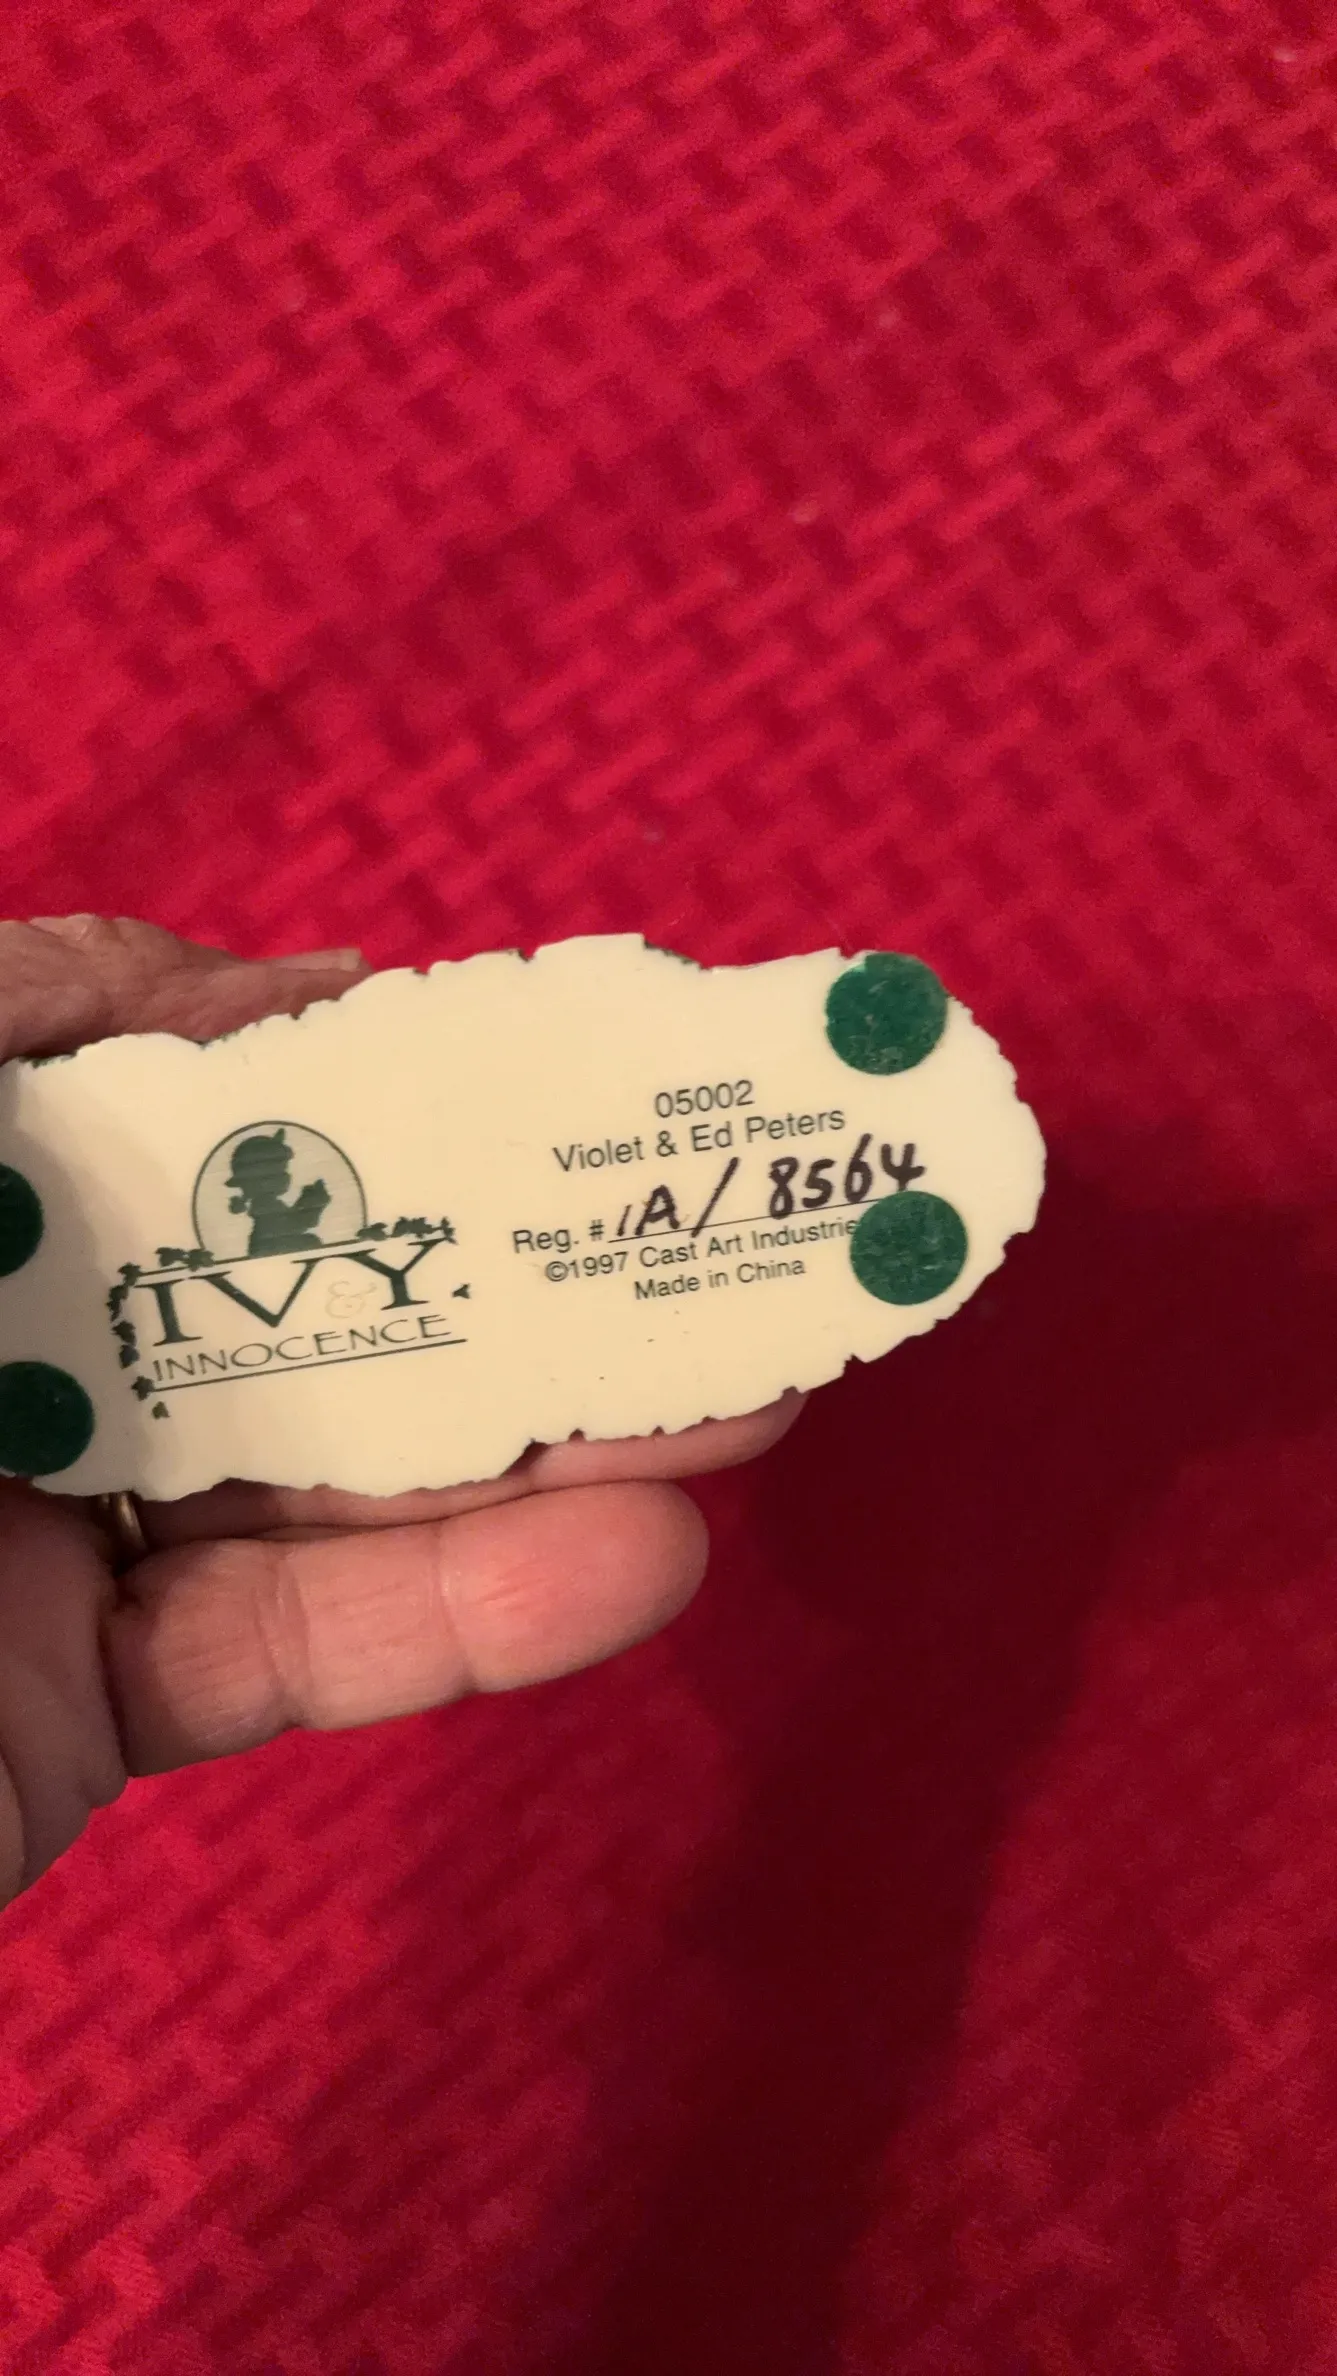 IVY
&
INNOCENCE
05002
Violet & Ed Peters
Reg. # 1A/8564
©1997 Cast Art Industrie
Made in China